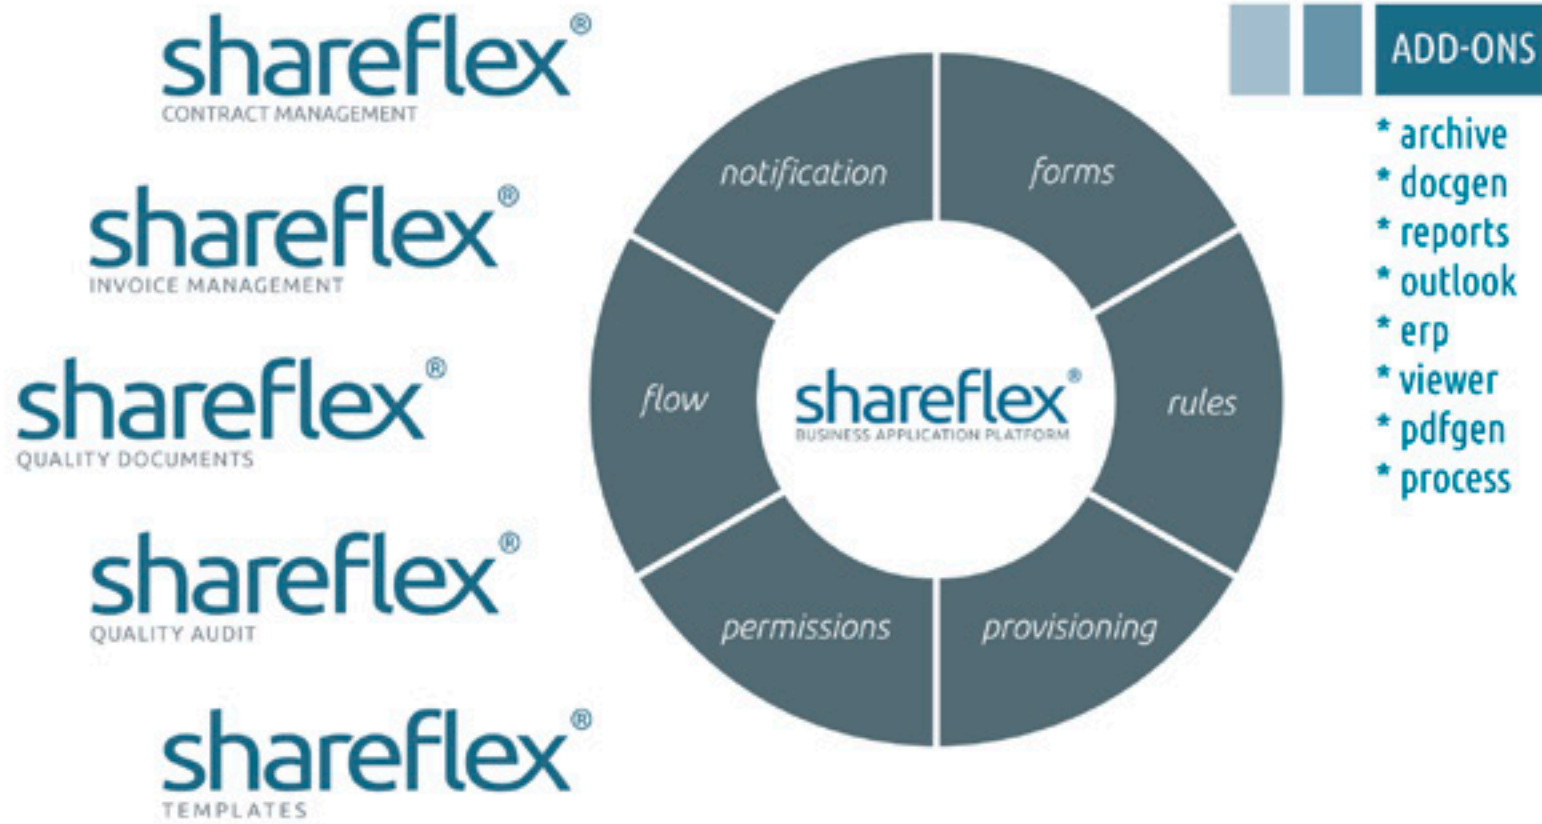 shareflex®
CONTRACT MANAGEMENT
shareflex®
INVOICE MANAGEMENT
shareflex®
QUALITY DOCUMENTS
shareflex®
QUALITY AUDIT
shareflex®
TEMPLATES
notification
forms
flow
rules
permissions
provisioning
shareflex®
BUSINESS APPLICATION PLATFORM
ADD-ONS
* archive
* docgen
* reports
* outlook
* erp
* viewer
* pdfgen
* process